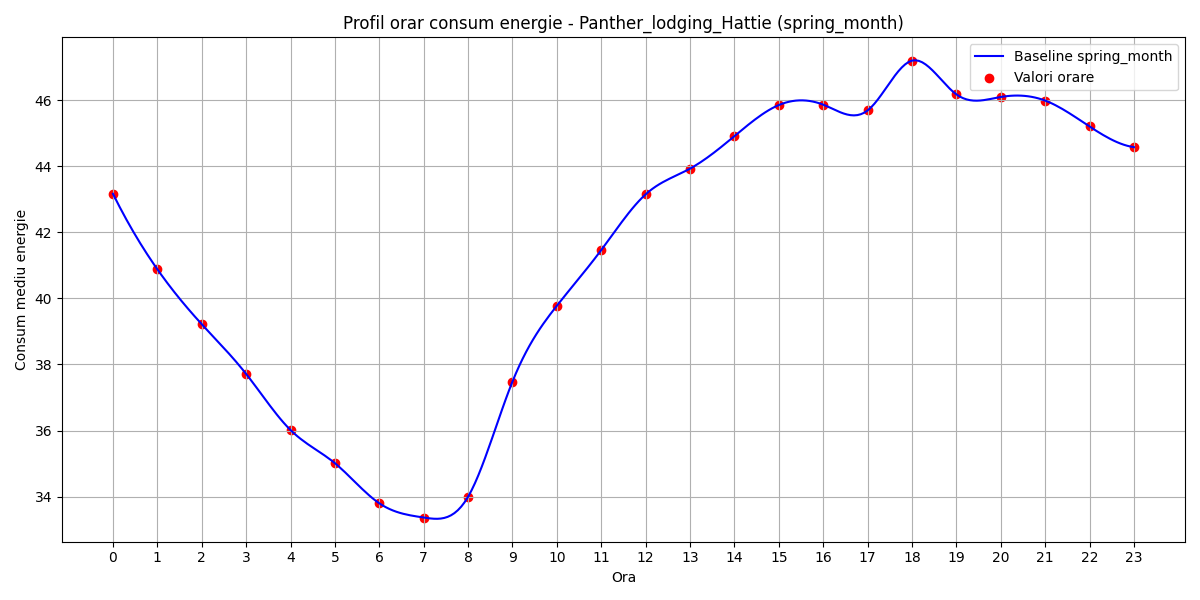 Profil orar consum energie - Panther_lodging_Hattie (spring_month)
Baseline spring_month
Valori orare
Consum mediu energie
46
44
42
40
38
36
34
0 1 2 3 4 5 6 7 8 9 10 11 12 13 14 15 16 17 18 19 20 21 22 23
Ora